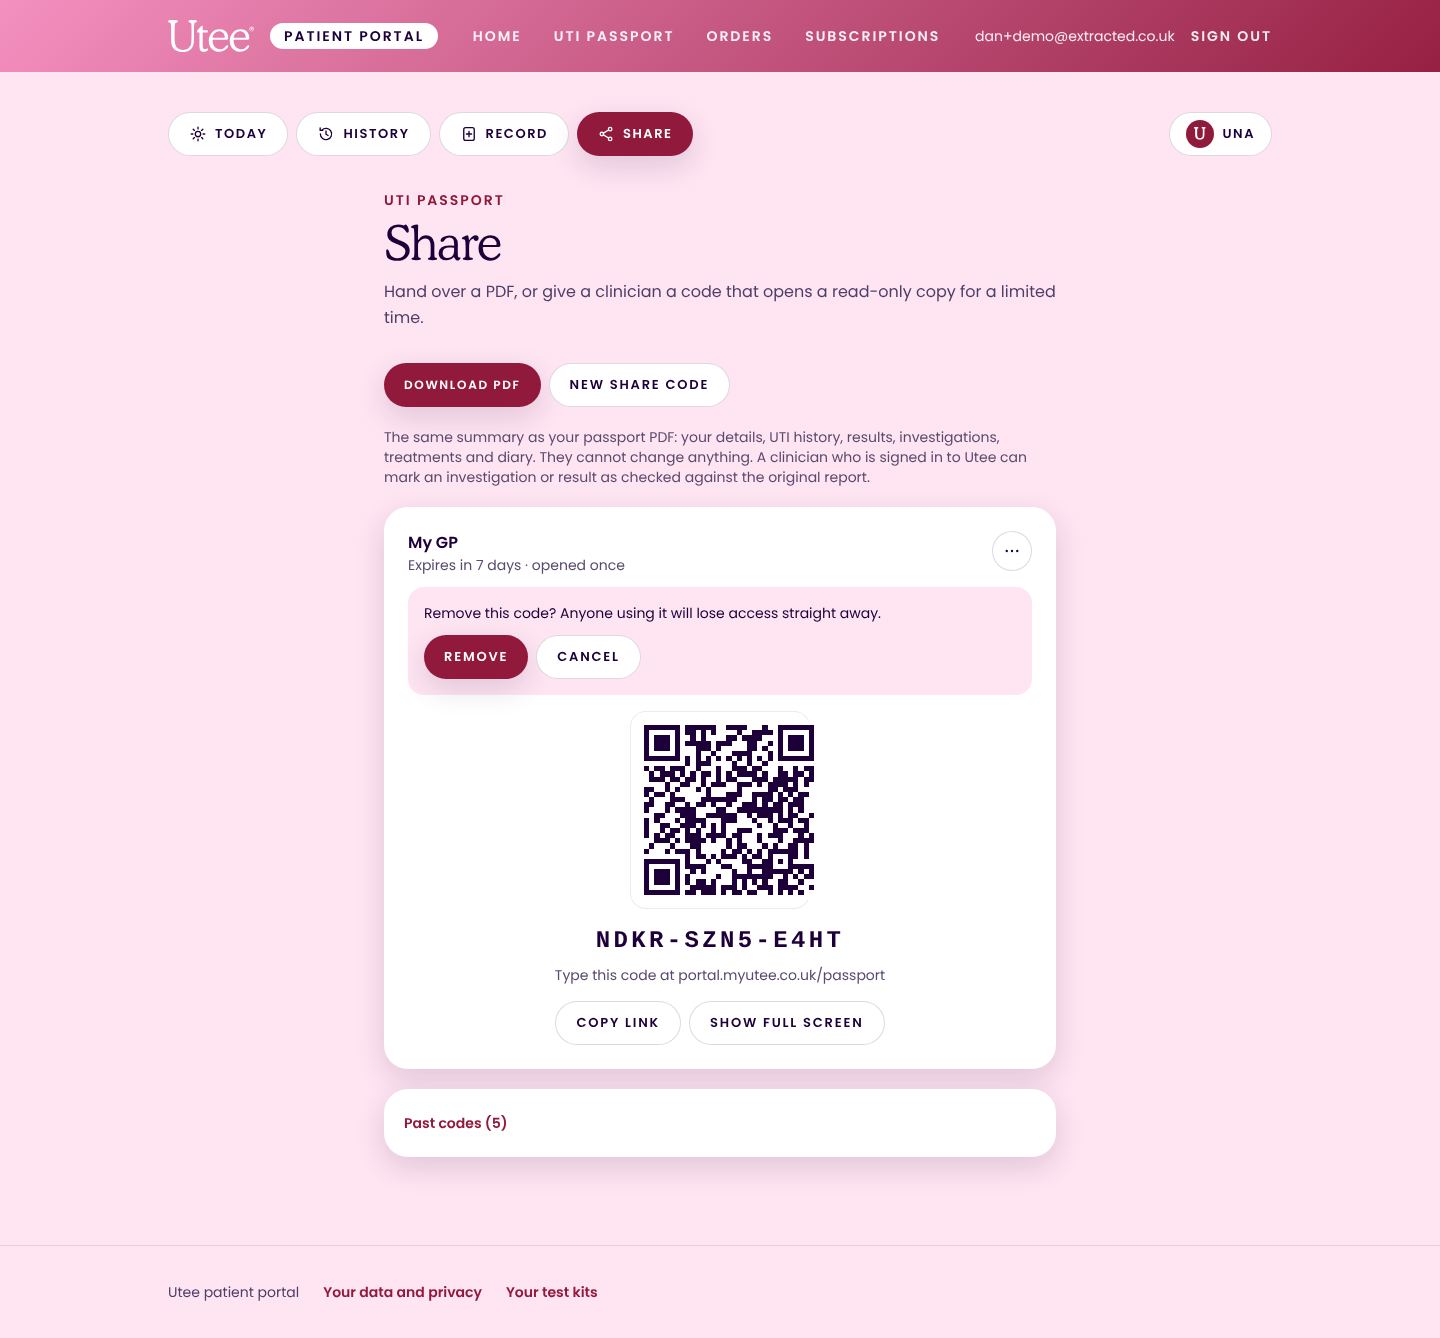 Utee®
PATIENT PORTAL
HOME
UTI PASSPORT
ORDERS
SUBSCRIPTIONS
dan+demo@extracted.co.uk
SIGN OUT
TODAY
HISTORY
RECORD
SHARE
U
UNA
UTI PASSPORT
Share
Hand over a PDF, or give a clinician a code that opens a read-only copy for a limited
time.
DOWNLOAD PDF
NEW SHARE CODE
The same summary as your passport PDF: your details, UTI history, results, investigations,
treatments and diary. They cannot change anything. A clinician who is signed in to Utee can
mark an investigation or result as checked against the original report.
My GP
Expires in 7 days · opened once
Remove this code? Anyone using it will lose access straight away.
REMOVE
CANCEL
NDKR-SZN5-E4HT
Type this code at portal.myutee.co.uk/passport
COPY LINK
SHOW FULL SCREEN
Past codes (5)
Utee patient portal
Your data and privacy
Your test kits